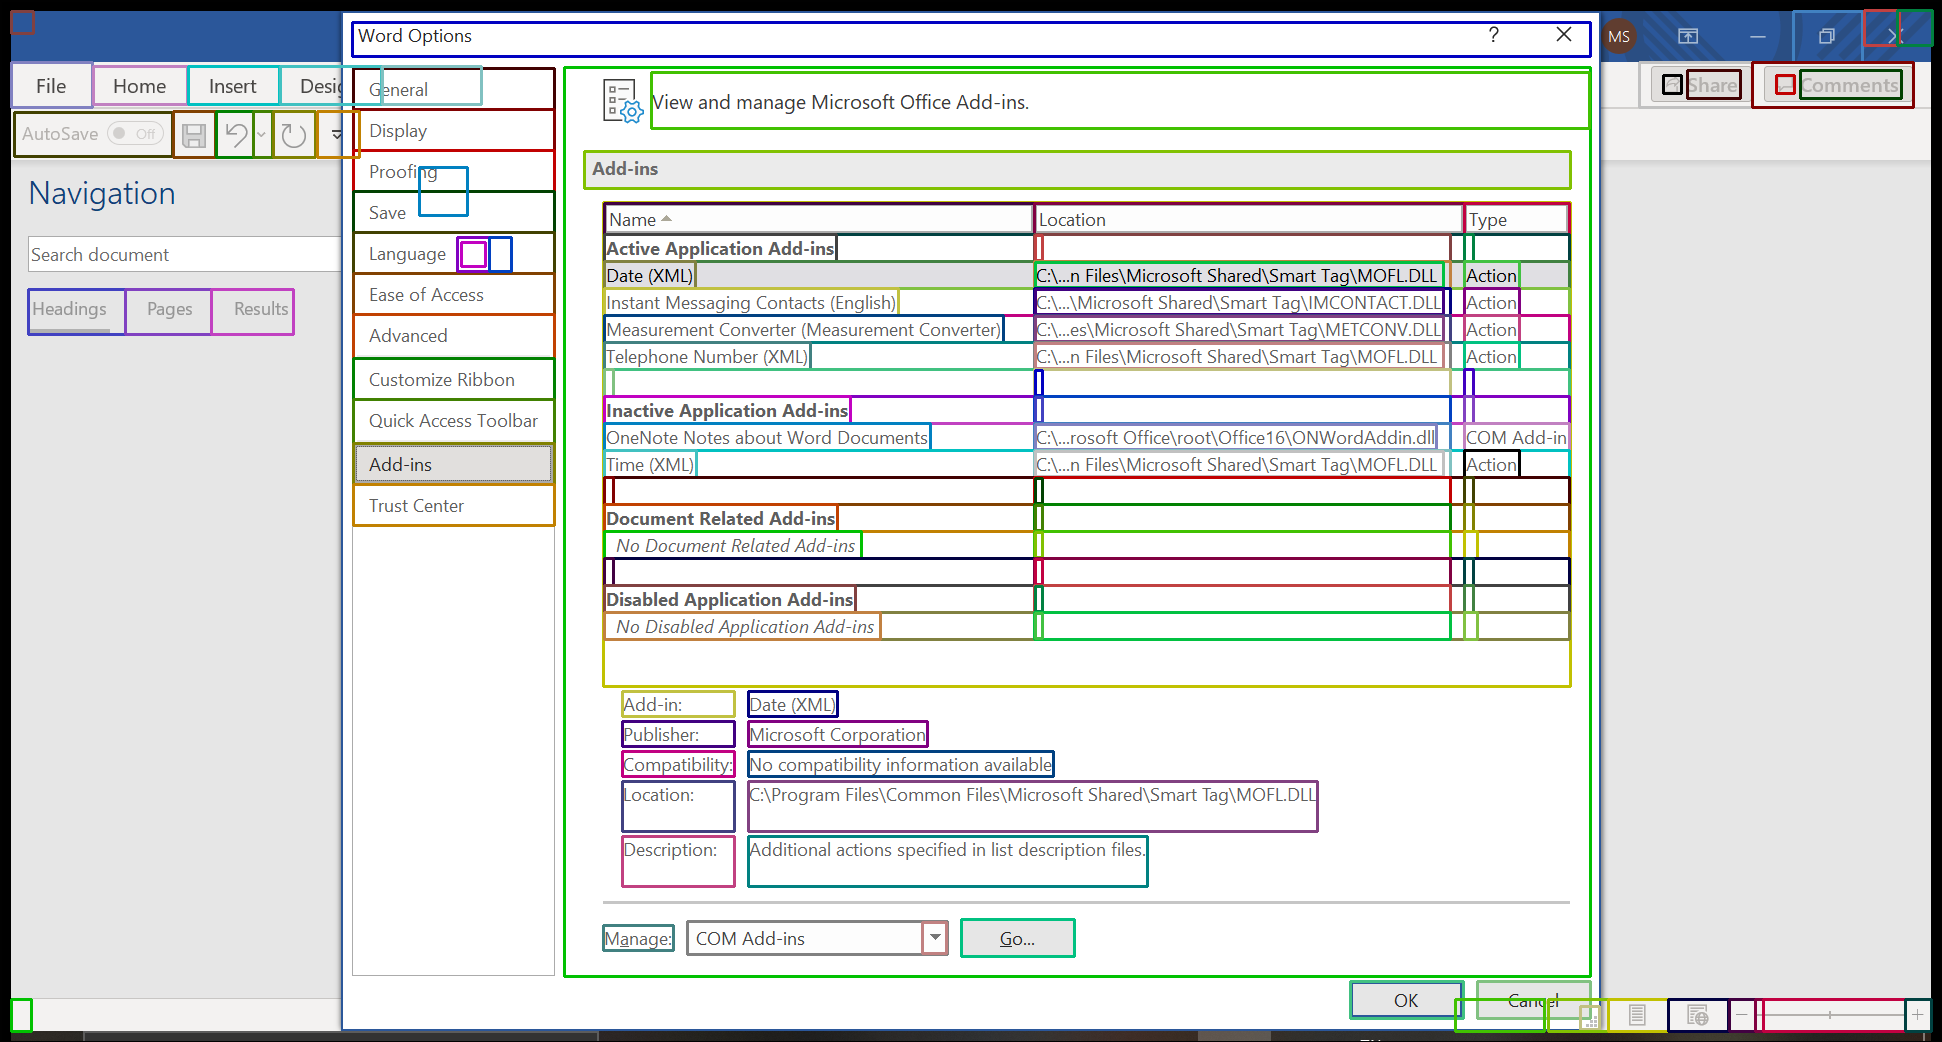 Word Options
?
MS
File
Home
Insert
General
Share
Comments
AutoSave
Off
Display
View and manage Microsoft Office Add-ins.
Navigation
Proofing
Save
Add-ins
Search document
Language
Headings
Pages
Results
Ease of Access
Advanced
Customize Ribbon
Quick Access Toolbar
Add-ins
Trust Center
Name Location Type
Active Application Add-ins
Date (XML) C:\...n Files\Microsoft Shared\Smart Tag\MOFL.DLL Action
Instant Messaging Contacts (English) C:\...\Microsoft Shared\Smart Tag\IMCONTACT.DLL Action
Measurement Converter (Measurement Converter) C:\...es\Microsoft Shared\Smart Tag\METCONV.DLL Action
Telephone Number (XML) C:\...n Files\Microsoft Shared\Smart Tag\MOFL.DLL Action
Inactive Application Add-ins
OneNote Notes about Word Documents C:\...rosoft Office\root\Office16\ONWordAddin.dll COM Add-in
Time (XML) C:\...n Files\Microsoft Shared\Smart Tag\MOFL.DLL Action
Document Related Add-ins
No Document Related Add-ins
Disabled Application Add-ins
No Disabled Application Add-ins
Add-in: Date (XML)
Publisher: Microsoft Corporation
Compatibility: No compatibility information available
Location: C:\Program Files\Common Files\Microsoft Shared\Smart Tag\MOFL.DLL
Description: Additional actions specified in list description files.
Manage: COM Add-ins Go...
OK
Cancel